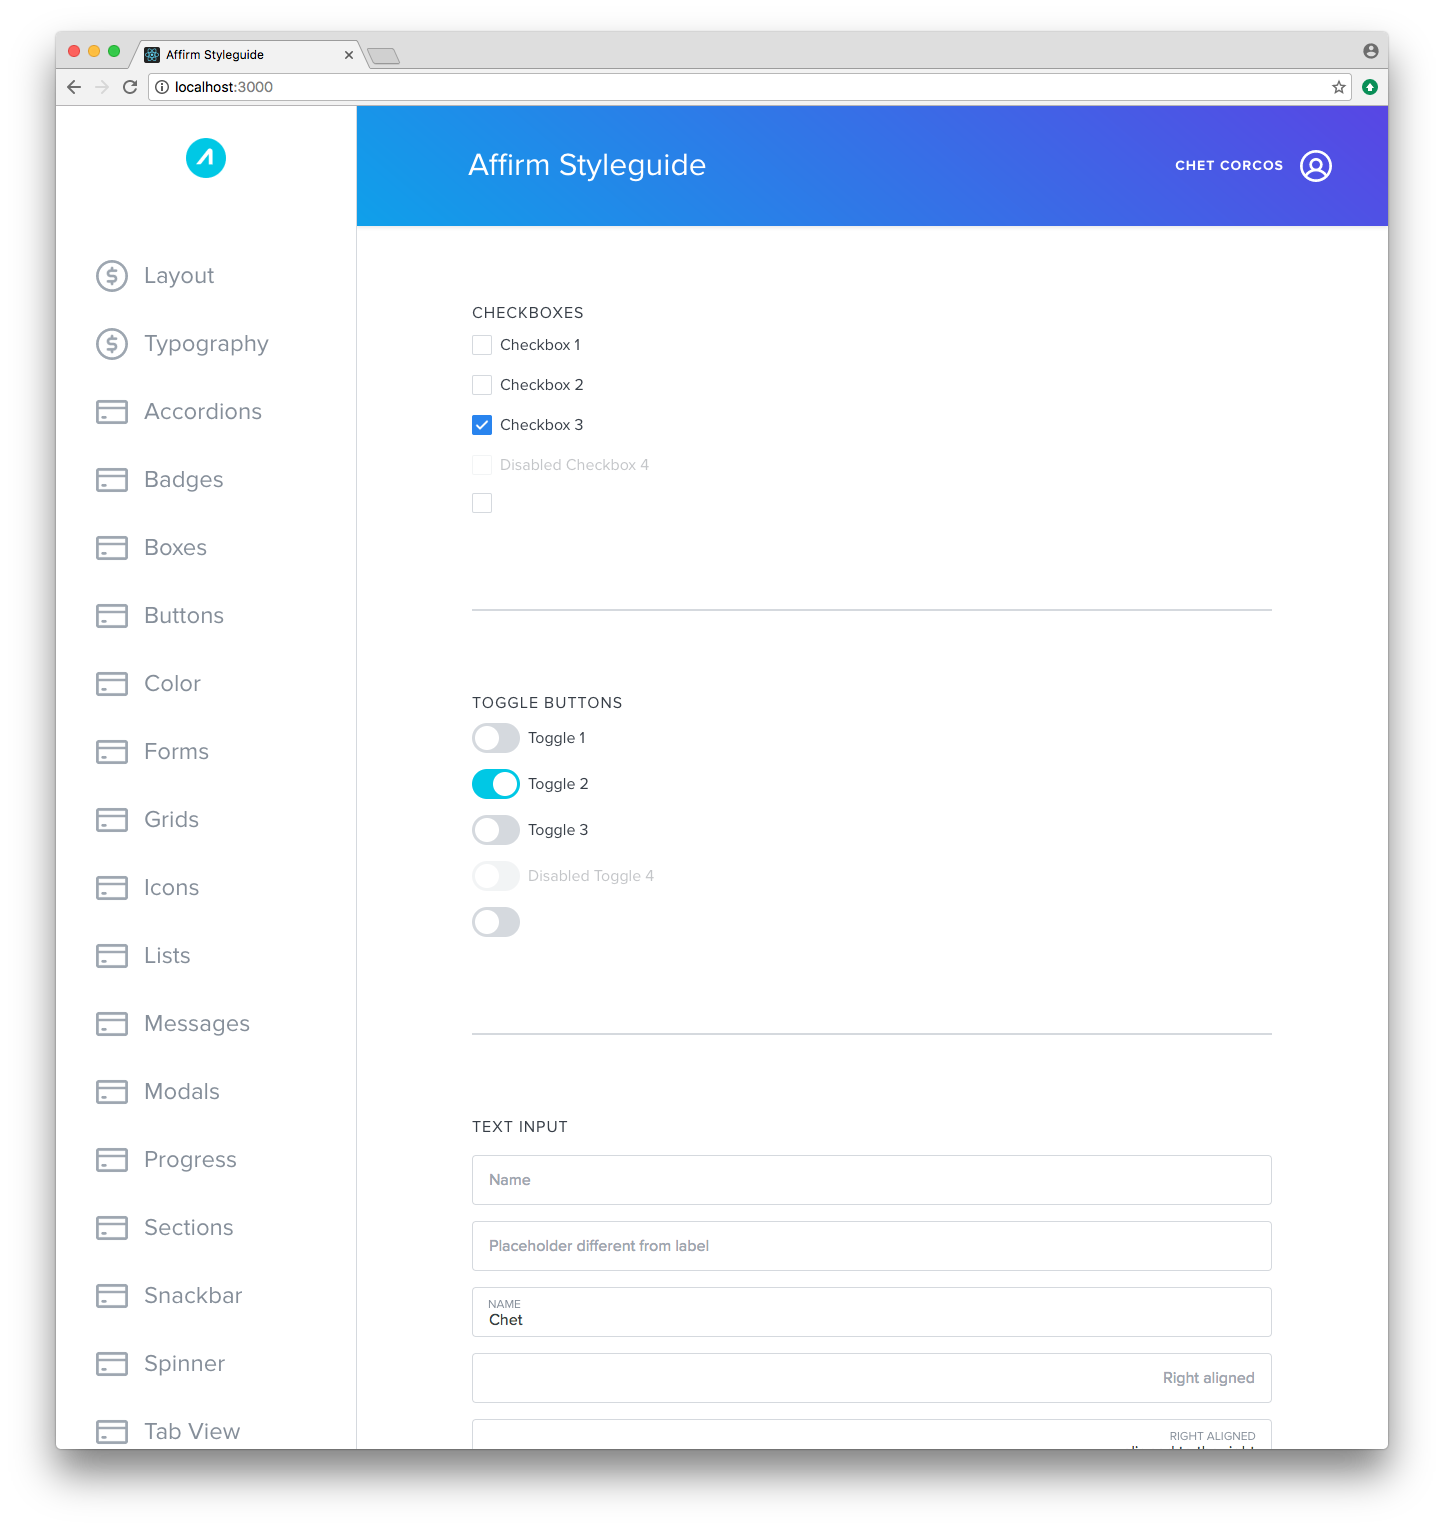 Affirm Styleguide
localhost:3000
Affirm Styleguide
CHET CORCOS
Layout
Typography
Accordions
Badges
Boxes
Buttons
Color
Forms
Grids
Icons
Lists
Messages
Modals
Progress
Sections
Snackbar
Spinner
Tab View
CHECKBOXES
Checkbox 1
Checkbox 2
Checkbox 3
Disabled Checkbox 4
TOGGLE BUTTONS
Toggle 1
Toggle 2
Toggle 3
Disabled Toggle 4
TEXT INPUT
Name
Placeholder different from label
NAME
Chet
Right aligned
RIGHT ALIGNED